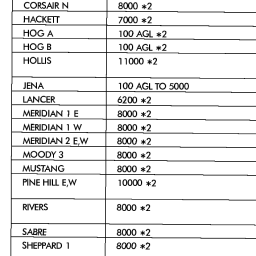 CORSAIR N 8000 *2
HACKETT 7000 *2
HOG A 100 AGL *2
HOG B 100 AGL *2
HOLLIS 11000 *2
JENA 100 AGL TO 5000
LANCER 6200 *2
MERIDIAN 1 E 8000 *2
MERIDIAN 1 W 8000 *2
MERIDIAN 2 E,W 8000 *2
MOODY 3 8000 *2
MUSTANG 8000 *2
PINE HILL E,W 10000 *2
RIVERS 8000 *2
SABRE 8000 *2
SHEPPARD 1 8000 *2